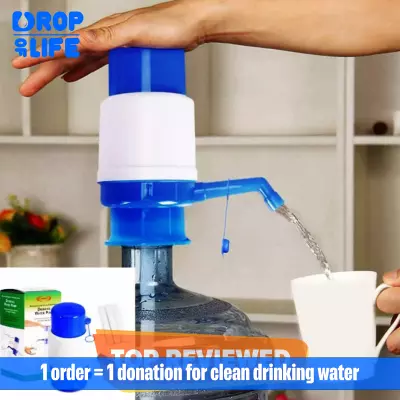 DROP
OF LIFE
TOP REVIEWED
1 order = 1 donation for clean drinking water